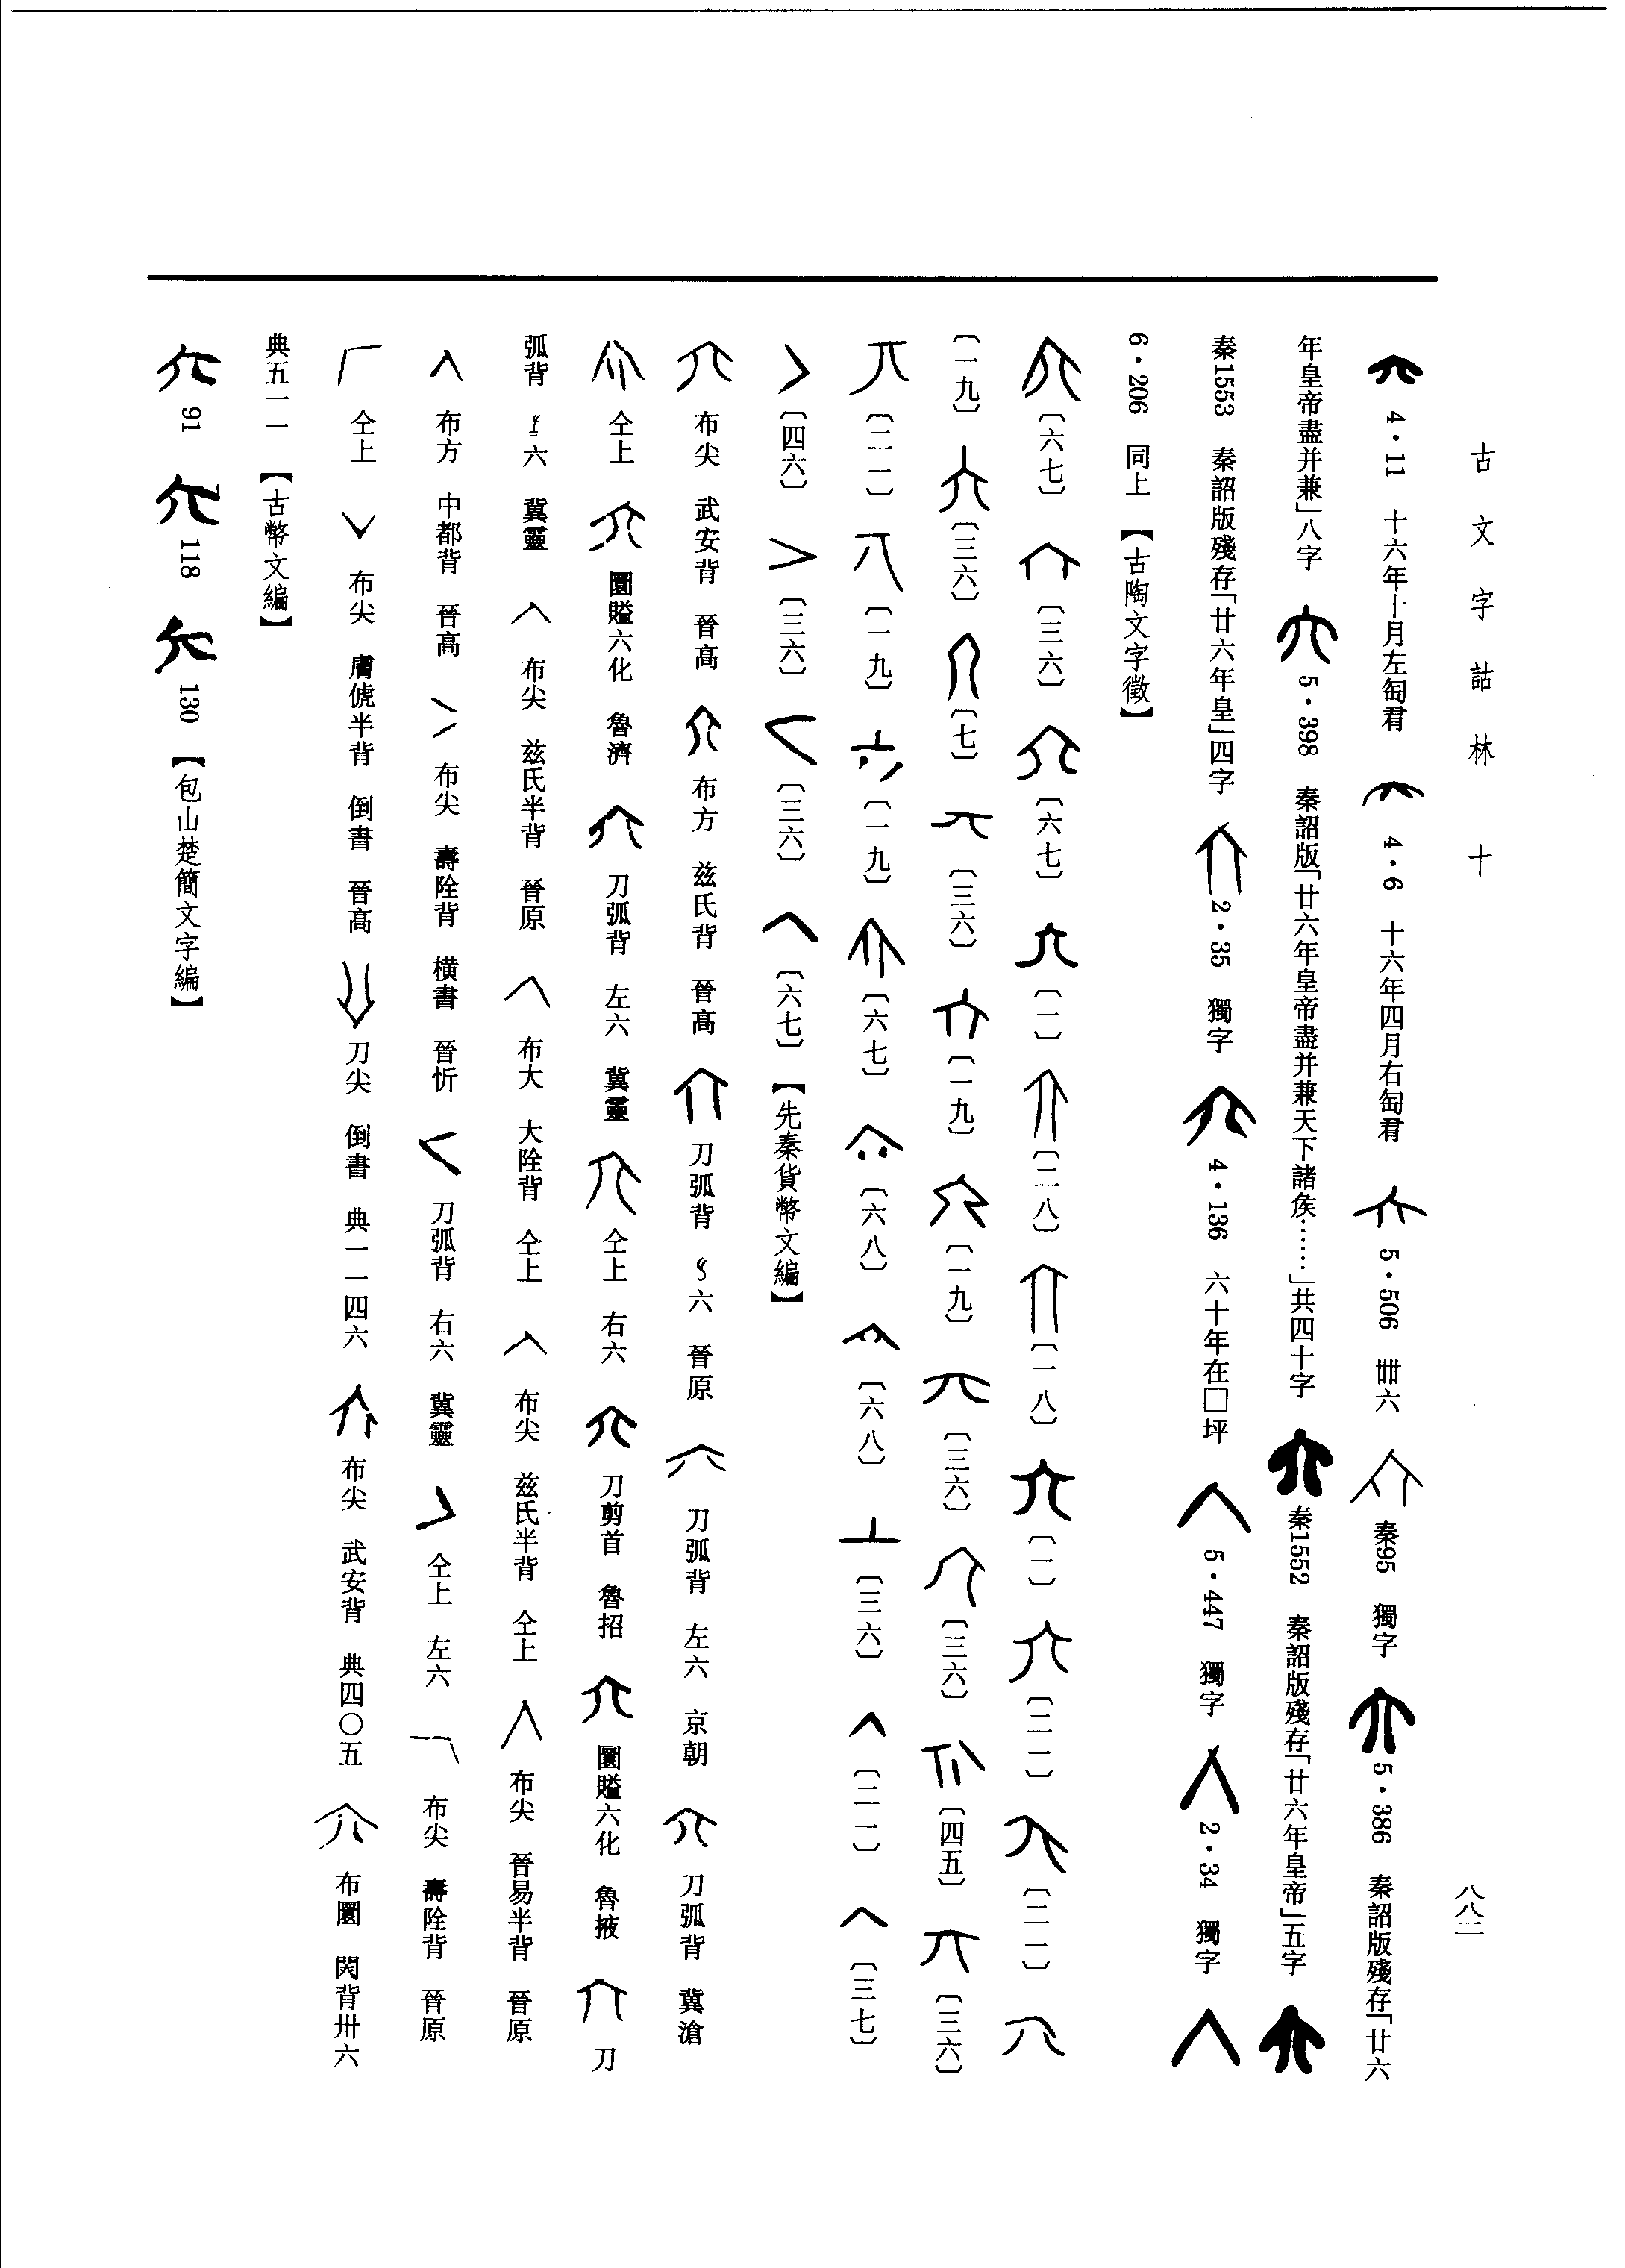 古文字詁林 十
八八二
4·11 十六年十月左匋君 4·6 十六年四月右匋君 5·506 卌六 秦95 獨字 5·386 秦詔版殘存「廿六
年皇帝盡并兼」八字 5·398 秦詔版「廿六年皇帝盡并兼天下諸矦……」共四十字 秦1552 秦詔版殘存「廿六年皇帝」五字
秦1553 秦詔版殘存「廿六年皇」四字 2·35 獨字 4·136 六十年在□坪 5·447 獨字 2·34 獨字
6·206 同上 【古陶文字徵】
〔六七〕 〔三六〕 〔六七〕 〔一〕 〔二八〕 〔一八〕 〔一〕 〔二一〕 〔二一〕
〔一九〕 〔三六〕 〔七〕 〔三六〕 〔一九〕 〔一九〕 〔三六〕 〔三六〕 〔四五〕 〔三六〕
〔二一〕 〔一九〕 〔一九〕 〔六七〕 〔六八〕 〔六八〕 〔三六〕 〔二一〕 〔三七〕
〔四六〕 〔三六〕 〔三六〕 〔六七〕 【先秦貨幣文編】
布尖 武安背 晉高 布方 茲氏背 晉高 刀弧背 六 晉原 刀弧背 左六 京朝 刀弧背 冀滄
仝上 圜賹六化 魯濟 刀弧背 左六 冀靈 仝上 右六 刀剪首 魯招 圜賹六化 魯掖 刀
弧背 六 冀靈 布尖 茲氏半背 晉原 布大 大陰背 仝上 布尖 茲氏半背 仝上 布尖 晉昜半背 晉原
布方 中都背 晉高 布尖 壽陰背 橫書 晉忻 刀弧背 右六 冀靈 仝上 左六 布尖 壽陰背 晉原
仝上 布尖 膚俿半背 倒書 晉高 刀尖 倒書 典一一四六 布尖 武安背 典四〇五 布圜 閔背卅六
典五一一 【古幣文編】
91 118 130 【包山楚簡文字編】